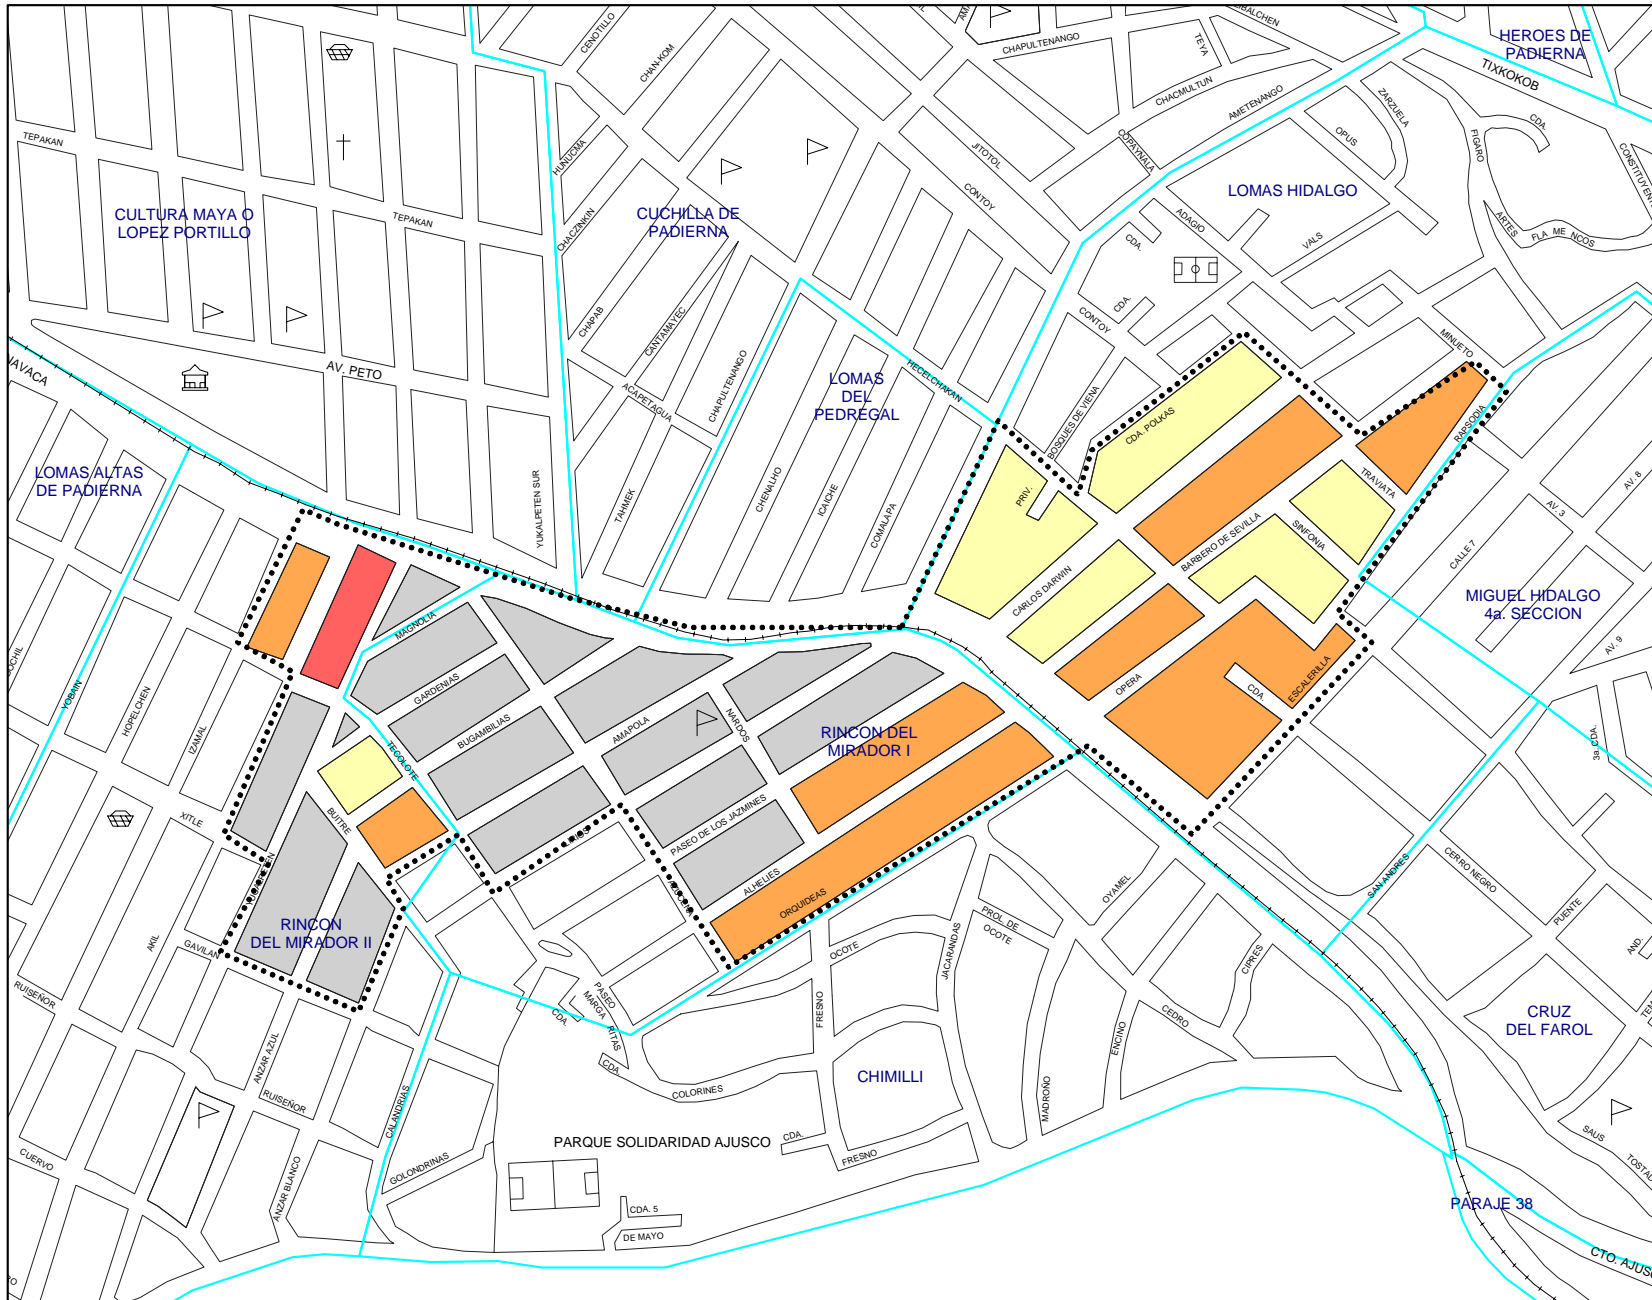 CENOTILLO
CHAN-KOM
CHAPULTENANGO
TEYA
CHACMULTUN
AMETENANGO
HEROES DE
PADIERNA
TIXKOKOB
ZARZUELA
OPUS
FIGARO
CDA.
TEPAKAN
HUNUCMA
JITOTOL
COPAYNALA
CONTOY
LOMAS HIDALGO
CULTURA MAYA O
LOPEZ PORTILLO
TEPAKAN
CUCHILLA DE
PADIERNA
CHACZINKIN
ADAGIO
CDA.
VALS
ARTES
FLA ME NCOS
CHAPAB
CANTAMAYEC
CDA.
CONTOY
MINUETO
AV. PETO
ACAPETAGUA
CHAPULTENANGO
LOMAS
DEL
PEDREGAL
HECELCHAKAN
BOSQUES DE VIENA
CDA. POLKAS
RAPSODIA
TRAVIATA
LOMAS ALTAS
DE PADIERNA
YUKALPETEN SUR
TAHMEK
CHENALHO
ICAICHE
COMALAPA
PRIV.
BARBERO DE SEVILLA
SINFONIA
AV. 8
AV. 3
CALLE 7
CARLOS DARWIN
MIGUEL HIDALGO
4a. SECCION
AV. 9
MAGNOLIA
GARDENIAS
BUGAMBILIAS
AMAPOLA
NARDOS
RINCON DEL
MIRADOR I
OPERA
CDA.
ESCALERILLA
YOBAIN
HOPELCHEN
IZAMAL
TECOLOTE
BUITRE
XITLE
PASEO DE LOS JAZMINES
ALHELIES
ORQUIDEAS
3a. CDA.
SAN ANDRES
CERRO NEGRO
PUENTE
OYAMEL
PROL. DE
OCOTE
OCOTE
JACARANDAS
CIPRES
RINCON
DEL MIRADOR II
AKIL
GAVILAN
RUISEÑOR
PASEO
MARGA
RITAS
CDA.
FRESNO
CEDRO
ENCINO
CRUZ
DEL FAROL
ANZAR AZUL
RUISEÑOR
CALANDRIAS
CDA.
COLORINES
CHIMILLI
MADROÑO
CUERVO
ANZAR BLANCO
GOLONDRINAS
PARQUE SOLIDARIDAD AJUSCO
CDA.
FRESNO
SAUS
CDA. 5
DE MAYO
PARAJE 38